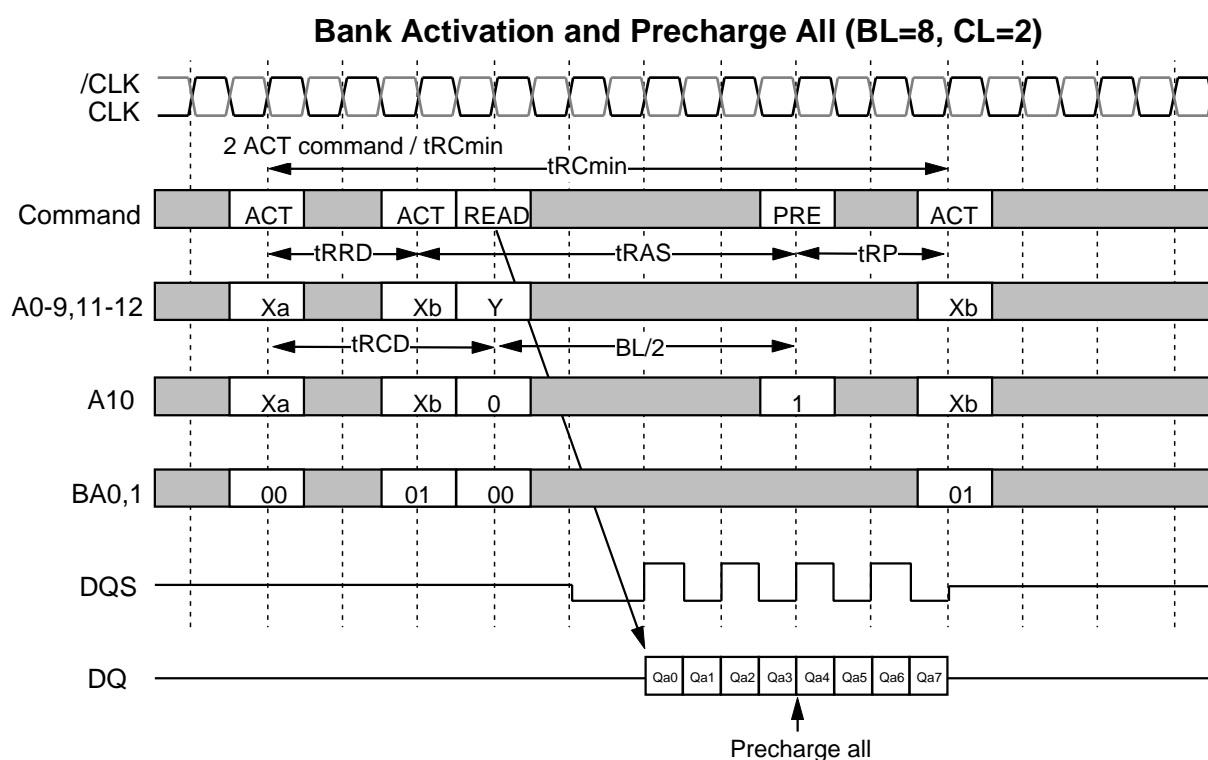 Bank Activation and Precharge All (BL=8, CL=2)
/CLK
CLK
2 ACT command / tRCmin
tRCmin
Command ACT ACT READ PRE ACT
tRRD tRAS tRP
A0-9,11-12 Xa Xb Y Xb
tRCD BL/2
A10 Xa Xb 0 1 Xb
BA0,1 00 01 00 01
DQS
DQ Qa0 Qa1 Qa2 Qa3 Qa4 Qa5 Qa6 Qa7
Precharge all